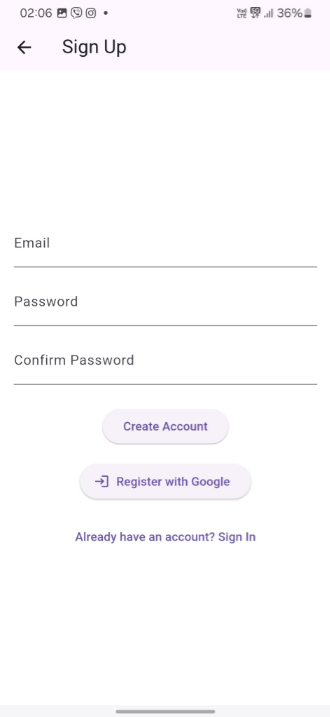 02:06 36%
Sign Up
Email
Password
Confirm Password
Create Account
Register with Google
Already have an account? Sign In